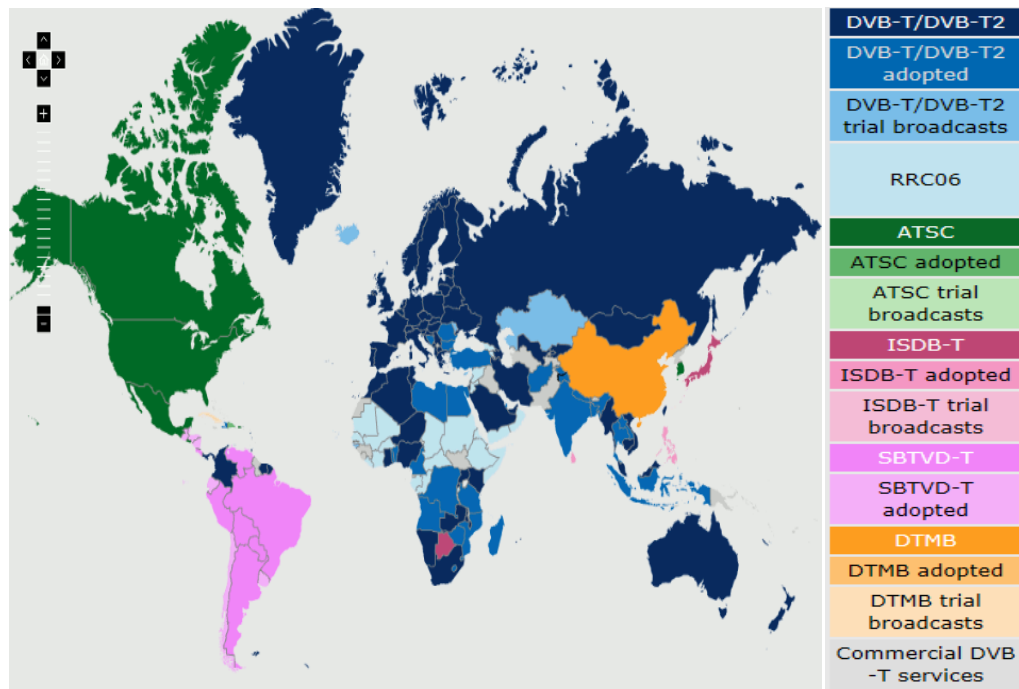 DVB-T/DVB-T2
DVB-T/DVB-T2
adopted
DVB-T/DVB-T2
trial broadcasts
RRC06
ATSC
ATSC adopted
ATSC trial
broadcasts
ISDB-T
ISDB-T adopted
ISDB-T trial
broadcasts
SBTVD-T
SBTVD-T
adopted
DTMB
DTMB adopted
DTMB trial
broadcasts
Commercial DVB
-T services